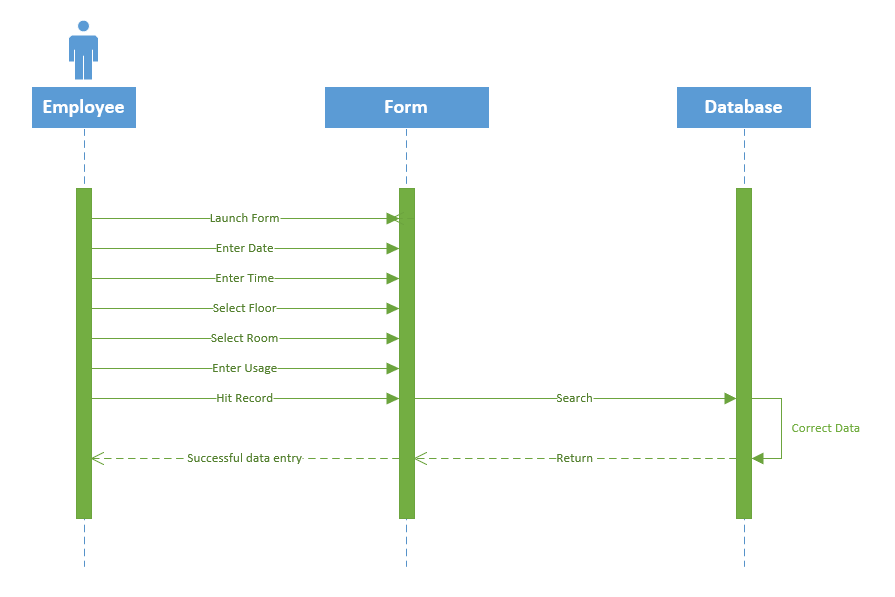 Employee
Form
Database
Launch Form
Enter Date
Enter Time
Select Floor
Select Room
Enter Usage
Hit Record
Search
Correct Data
Successful data entry
Return